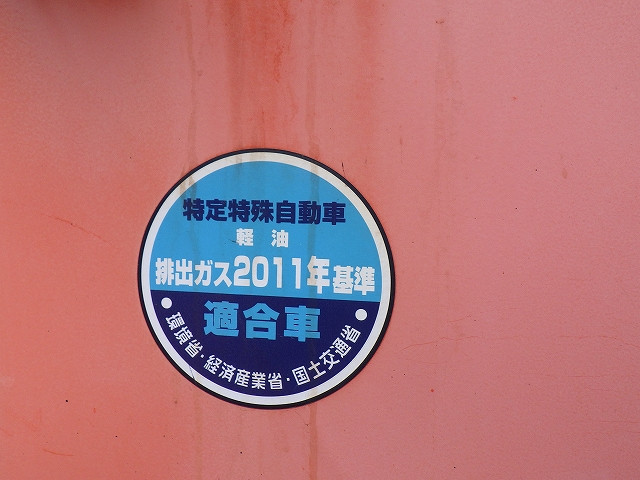 特定特殊自動車
軽油
排出ガス2011年基準
適合車
環境省・経済産業省・国土交通省